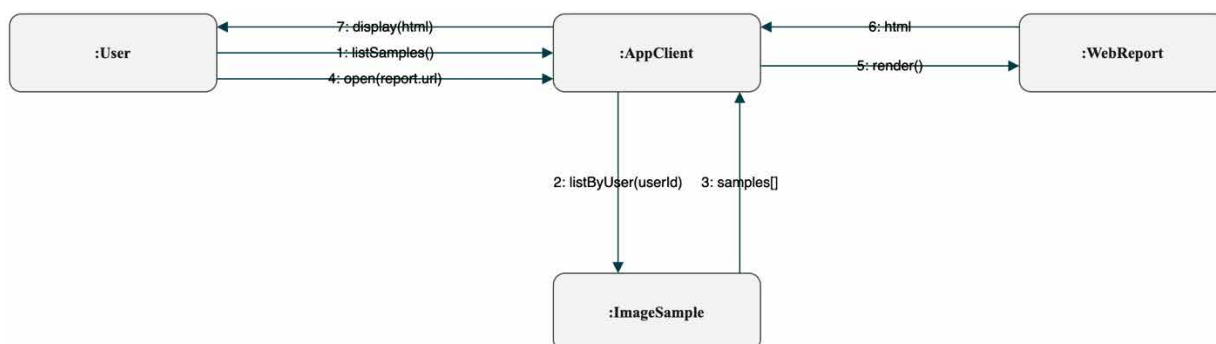 7: display(html)
6: html
:User
1: listSamples()
:AppClient
:WebReport
5: render()
4: open(report.url)
2: listByUser(userId)
3: samples[]
:ImageSample